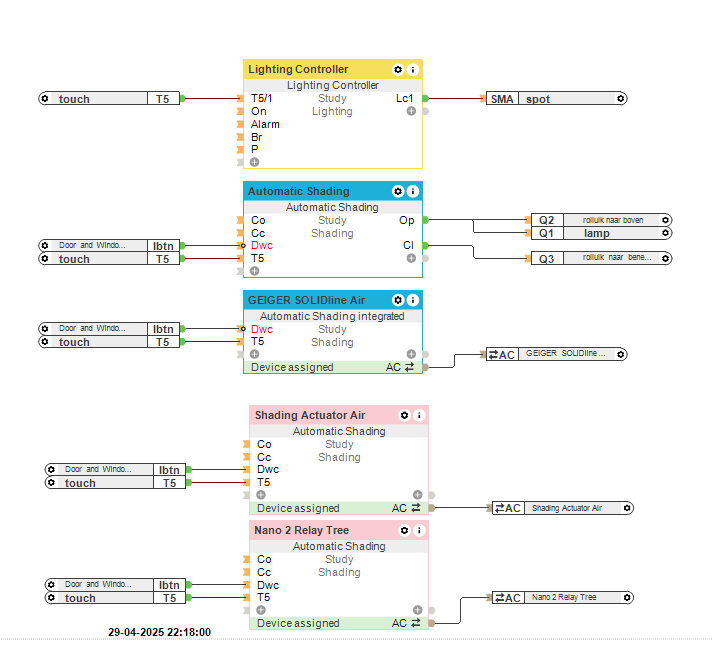 Lighting Controller
Lighting Controller
touch T5
T5/1 Study Lc1
SMA spot
On Lighting
Alarm
Br
P
Automatic Shading
Automatic Shading
Co Study Op
Q2 rolluik naar boven
Cc Shading
Q1 lamp
Door and Windo... Ibtn
Dwc Cl
touch T5
T5
Q3 rolluik naar bene...
GEIGER SOLIDline Air
Automatic Shading integrated
Door and Windo... Ibtn
Dwc Study
touch T5
T5 Shading
Device assigned AC
AC GEIGER SOLIDline...
Shading Actuator Air
Automatic Shading
Co Study
Cc Shading
Door and Windo... Ibtn
Dwc
touch T5
T5
Device assigned AC
AC Shading Actuator Air
Nano 2 Relay Tree
Automatic Shading
Co Study
Cc Shading
Door and Windo... Ibtn
Dwc
touch T5
T5
AC Nano 2 Relay Tree
Device assigned AC
29-04-2025 22:18:00